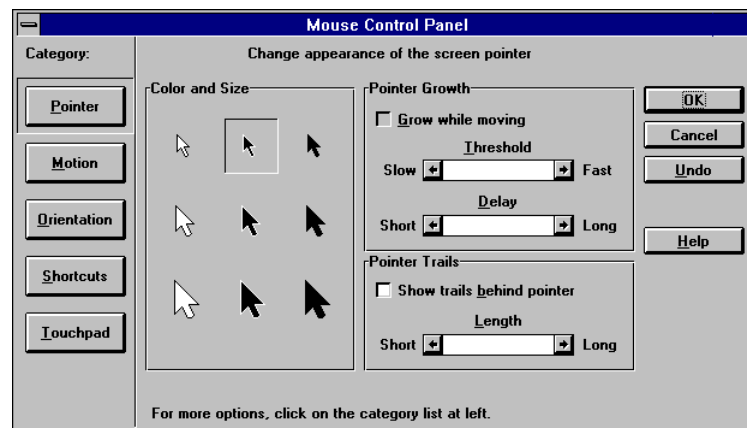 Mouse Control Panel
Category:
Change appearance of the screen pointer
Pointer
Motion
Orientation
Shortcuts
Touchpad
Color and Size
Pointer Growth
Grow while moving
Threshold
Slow Fast
Delay
Short Long
Pointer Trails
Show trails behind pointer
Length
Short Long
OK
Cancel
Undo
Help
For more options, click on the category list at left.